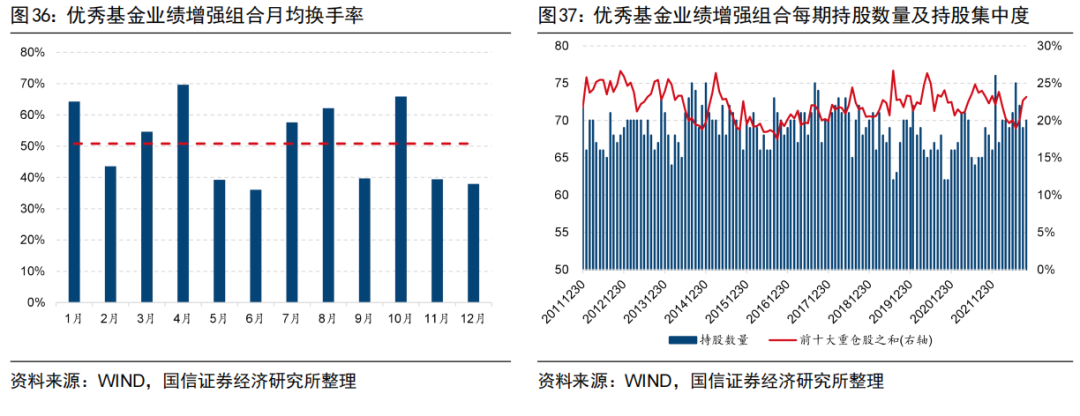 图36：优秀基金业绩增强组合月均换手率
80%
70%
60%
50%
40%
30%
20%
10%
0%
1月 2月 3月 4月 5月 6月 7月 8月 9月 10月 11月 12月
资料来源：WIND，国信证券经济研究所整理
图37：优秀基金业绩增强组合每期持股数量及持股集中度
80 30%
75 25%
70 20%
65 15%
60 10%
55 5%
50 0%
20111230 20121230 20131230 20141230 20151230 20161230 20171230 20181230 20191230 20201230 20211230
持股数量 前十大重仓股之和(右轴)
资料来源：WIND，国信证券经济研究所整理